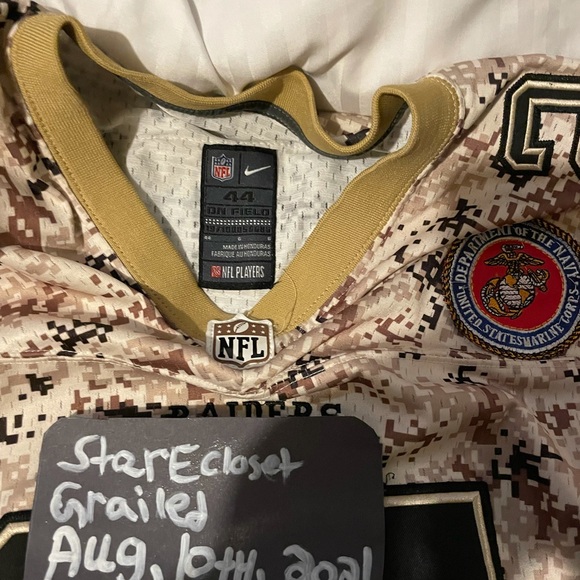 NFL
44
ON FIELD
MADE IN HONDURAS
FABRIQUE AU HONDURAS
NFL PLAYERS
NFL
DEPARTMENT OF THE NAVY
UNITED STATES MARINE CORPS
RAIDERS
StarEcloset
Grailed
Aug, 10th, 2021